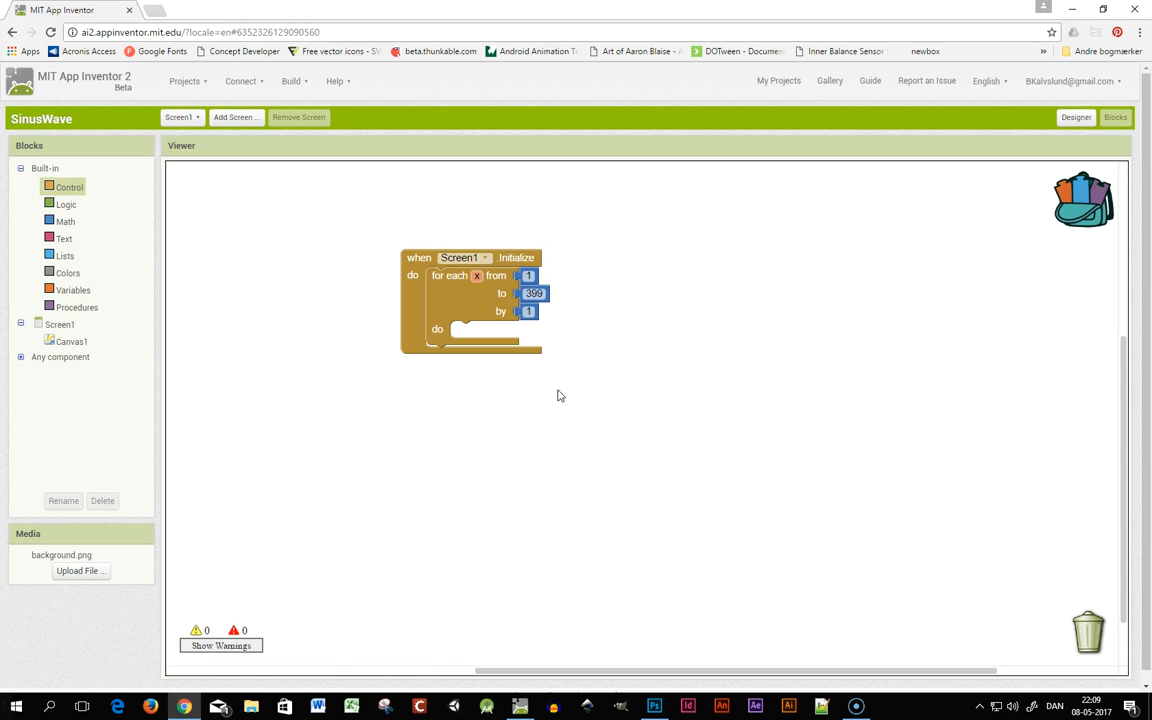 MIT App Inventor 2
ai2.appinventor.mit.edu/?locale=en#6352326129090560
Apps Acronis Access Google Fonts Concept Developer Free vector icons - SV beta.thunkable.com Android Animation Tu Art of Aaron Blaise – DOTween - Documen Inner Balance Sensor newbox » Andre bogmærker
MIT App Inventor 2
Beta
Projects Connect Build Help My Projects Gallery Guide Report an Issue English BKalvslund@gmail.com
SinusWave Screen1 Add Screen ... Remove Screen Designer Blocks
Blocks Viewer
Built-in
Control
Logic
Math
Text
Lists
Colors
Variables
Procedures
Screen1
Canvas1
Any component
when Screen1 .Initialize
do for each x from 1
to 399
by 1
do
Rename Delete
Media
background.png
Upload File ...
0 0
Show Warnings
22:09
DAN
08-05-2017